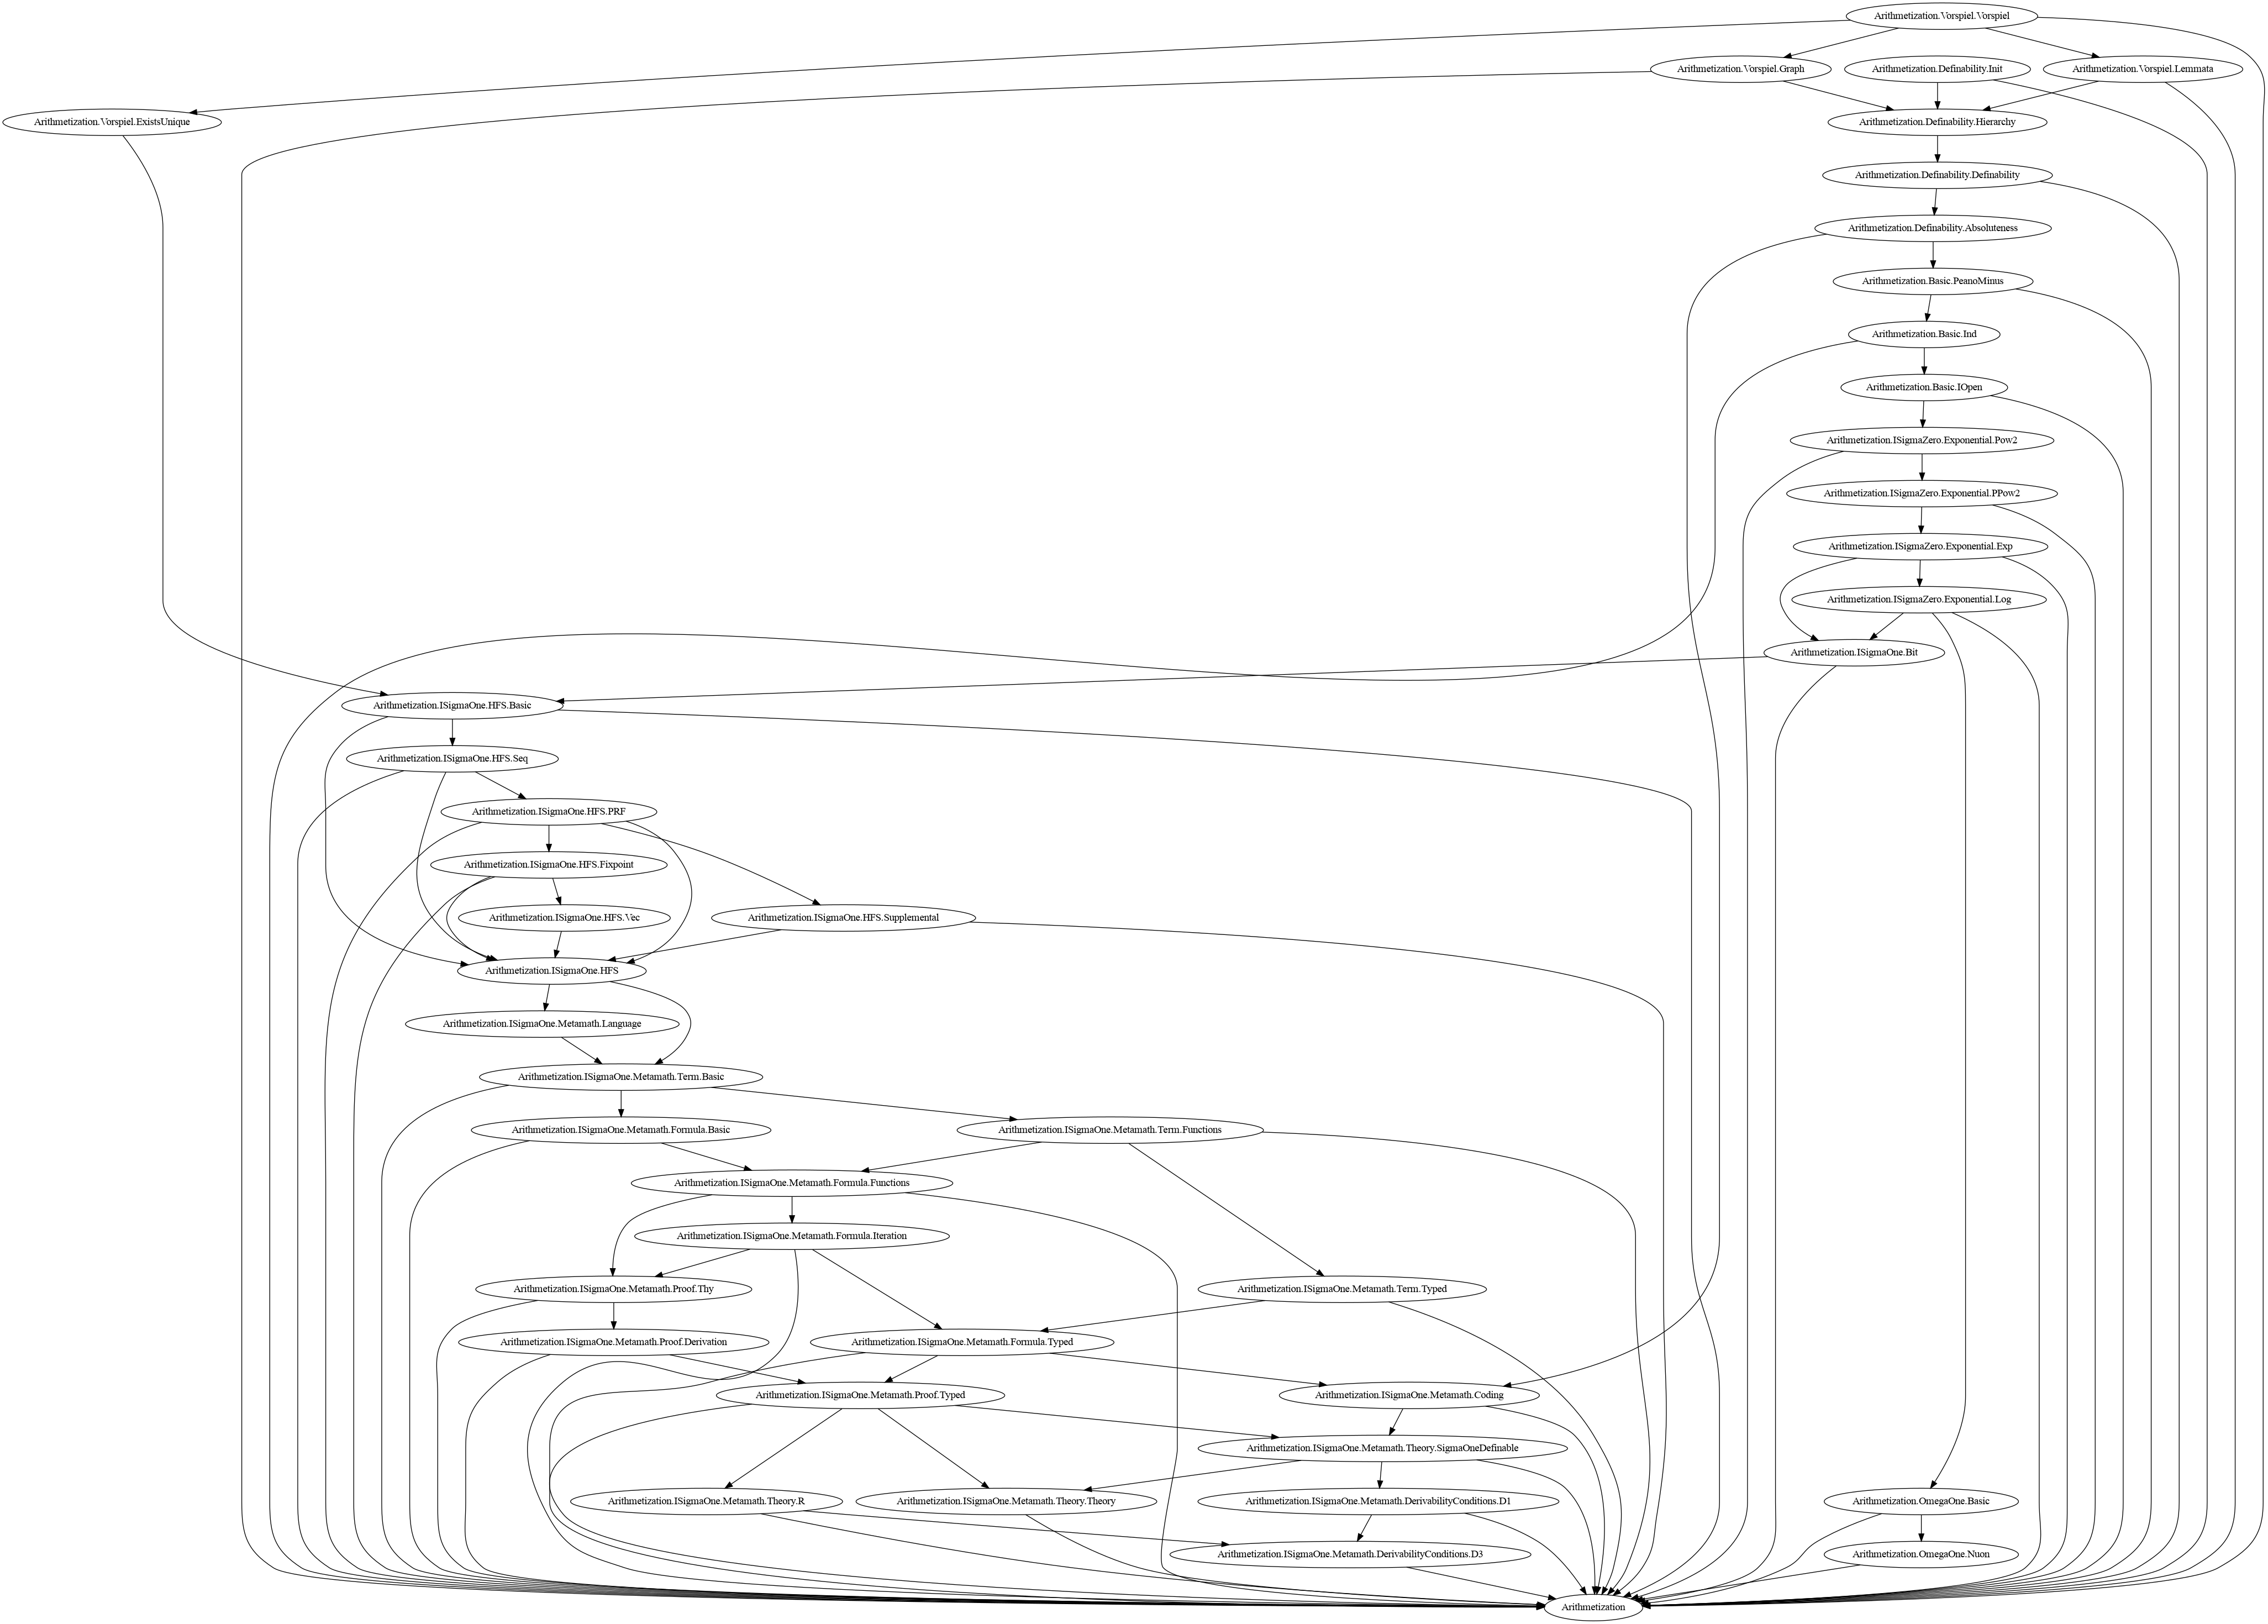 Arithmetization.Vorspiel.Vorspiel
Arithmetization.Vorspiel.Graph
Arithmetization.Definability.Init
Arithmetization.Vorspiel.Lemmata
Arithmetization.Vorspiel.ExistsUnique
Arithmetization.Definability.Hierarchy
Arithmetization.Definability.Definability
Arithmetization.Definability.Absoluteness
Arithmetization.Basic.PeanoMinus
Arithmetization.Basic.Ind
Arithmetization.Basic.IOpen
Arithmetization.ISigmaZero.Exponential.Pow2
Arithmetization.ISigmaZero.Exponential.PPow2
Arithmetization.ISigmaZero.Exponential.Exp
Arithmetization.ISigmaZero.Exponential.Log
Arithmetization.ISigmaOne.Bit
Arithmetization.ISigmaOne.HFS.Basic
Arithmetization.ISigmaOne.HFS.Seq
Arithmetization.ISigmaOne.HFS.PRF
Arithmetization.ISigmaOne.HFS.Fixpoint
Arithmetization.ISigmaOne.HFS.Vec
Arithmetization.ISigmaOne.HFS.Supplemental
Arithmetization.ISigmaOne.HFS
Arithmetization.ISigmaOne.Metamath.Language
Arithmetization.ISigmaOne.Metamath.Term.Basic
Arithmetization.ISigmaOne.Metamath.Formula.Basic
Arithmetization.ISigmaOne.Metamath.Term.Functions
Arithmetization.ISigmaOne.Metamath.Formula.Functions
Arithmetization.ISigmaOne.Metamath.Formula.Iteration
Arithmetization.ISigmaOne.Metamath.Proof.Thy
Arithmetization.ISigmaOne.Metamath.Term.Typed
Arithmetization.ISigmaOne.Metamath.Proof.Derivation
Arithmetization.ISigmaOne.Metamath.Formula.Typed
Arithmetization.ISigmaOne.Metamath.Proof.Typed
Arithmetization.ISigmaOne.Metamath.Coding
Arithmetization.ISigmaOne.Metamath.Theory.SigmaOneDefinable
Arithmetization.ISigmaOne.Metamath.Theory.R
Arithmetization.ISigmaOne.Metamath.Theory.Theory
Arithmetization.ISigmaOne.Metamath.DerivabilityConditions.D1
Arithmetization.OmegaOne.Basic
Arithmetization.ISigmaOne.Metamath.DerivabilityConditions.D3
Arithmetization.OmegaOne.Nuon
Arithmetization